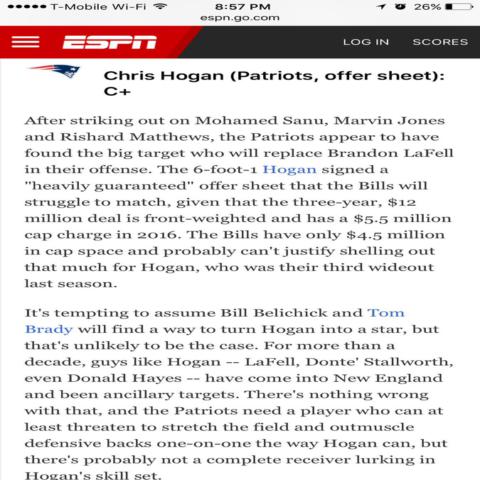 T-Mobile Wi-Fi 8:57 PM 26%
espn.go.com
ESPN LOG IN SCORES
Chris Hogan (Patriots, offer sheet):
C+
After striking out on Mohamed Sanu, Marvin Jones
and Rishard Matthews, the Patriots appear to have
found the big target who will replace Brandon LaFell
in their offense. The 6-foot-1 Hogan signed a
"heavily guaranteed" offer sheet that the Bills will
struggle to match, given that the three-year, $12
million deal is front-weighted and has a $5.5 million
cap charge in 2016. The Bills have only $4.5 million
in cap space and probably can't justify shelling out
that much for Hogan, who was their third wideout
last season.
It's tempting to assume Bill Belichick and Tom
Brady will find a way to turn Hogan into a star, but
that's unlikely to be the case. For more than a
decade, guys like Hogan -- LaFell, Donte' Stallworth,
even Donald Hayes -- have come into New England
and been ancillary targets. There's nothing wrong
with that, and the Patriots need a player who can at
least threaten to stretch the field and outmuscle
defensive backs one-on-one the way Hogan can, but
there's probably not a complete receiver lurking in
Hogan's skill set.